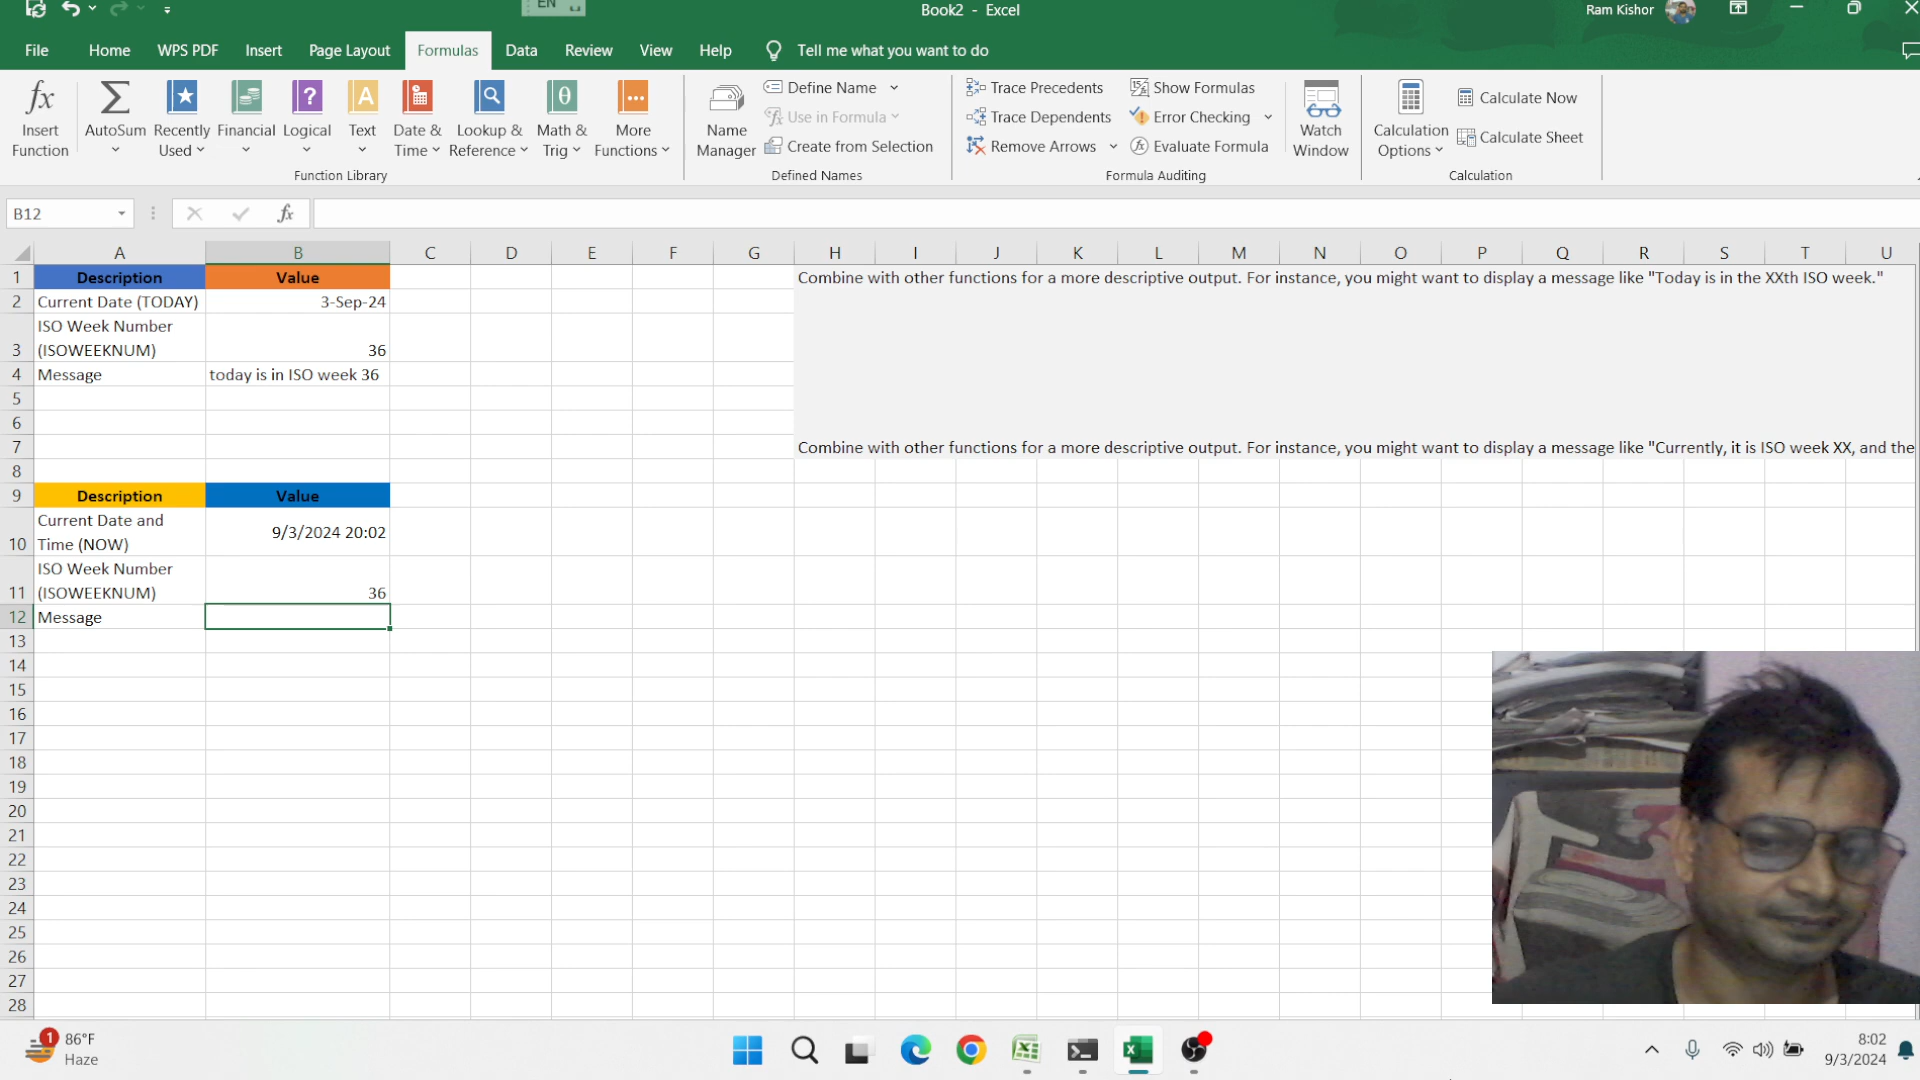 EN
Book2 - Excel
Ram Kishor
File Home WPS PDF Insert Page Layout Formulas Data Review View Help Tell me what you want to do
Insert Function
AutoSum
Recently Used
Financial
Logical
Text
Date & Time
Lookup & Reference
Math & Trig
More Functions
Function Library
Name Manager
Define Name
Use in Formula
Create from Selection
Defined Names
Trace Precedents
Trace Dependents
Remove Arrows
Show Formulas
Error Checking
Evaluate Formula
Formula Auditing
Watch Window
Calculation Options
Calculate Now
Calculate Sheet
Calculation
B12
fx
A B C D E F G H I J K L M N O P Q R S T U
1 Description Value Combine with other functions for a more descriptive output. For instance, you might want to display a message like "Today is in the XXth ISO week."
2 Current Date (TODAY) 3-Sep-24
ISO Week Number
3 (ISOWEEKNUM) 36
4 Message today is in ISO week 36
5
6
7 Combine with other functions for a more descriptive output. For instance, you might want to display a message like "Currently, it is ISO week XX, and the
8
9 Description Value
Current Date and
10 Time (NOW) 9/3/2024 20:02
ISO Week Number
11 (ISOWEEKNUM) 36
12 Message
13
14
15
16
17
18
19
20
21
22
23
24
25
26
27
28
1 86°F
Haze
8:02
9/3/2024